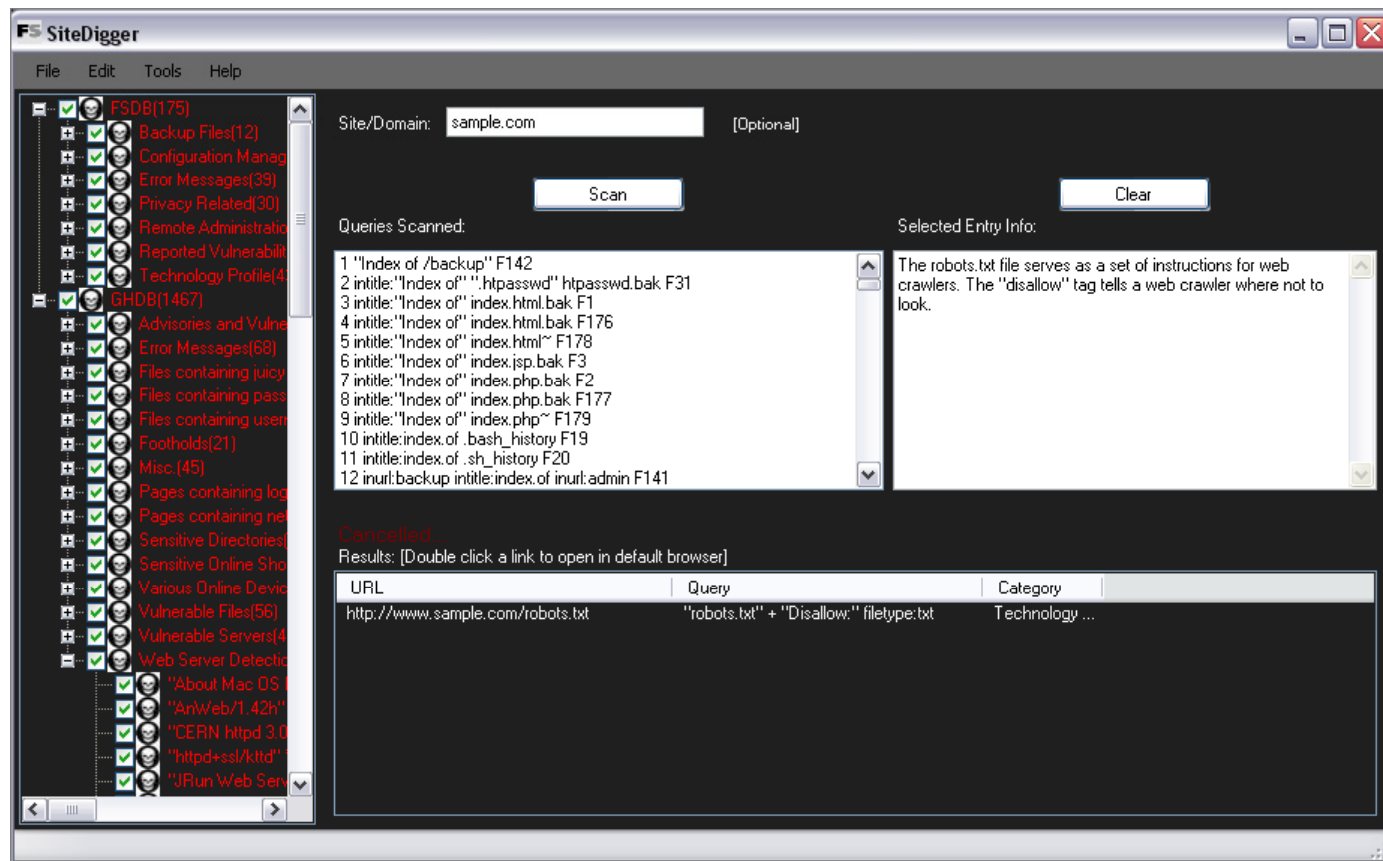 FS SiteDigger
File Edit Tools Help
FSDB(175)
Backup Files(12)
Configuration Manag
Error Messages(39)
Privacy Related(30)
Remote Administratio
Reported Vulnerabilit
Technology Profile(4
GHDB(1467)
Advisories and Vulne
Error Messages(68)
Files containing juicy
Files containing pass
Files containing usern
Footholds(21)
Misc.(45)
Pages containing log
Pages containing net
Sensitive Directories(
Sensitive Online Sho
Various Online Devic
Vulnerable Files(56)
Vulnerable Servers(4
Web Server Detectio
"About Mac OS
"AnWeb/1.42h"
"CERN httpd 3.0
"httpd+ssl/kttd"
"JRun Web Serv
Site/Domain: sample.com [Optional]
Scan Clear
Queries Scanned:
1 "Index of /backup" F142
2 intitle:"Index of" ".htpasswd" htpasswd.bak F31
3 intitle:"Index of" index.html.bak F1
4 intitle:"Index of" index.html.bak F176
5 intitle:"Index of" index.html~ F178
6 intitle:"Index of" index.jsp.bak F3
7 intitle:"Index of" index.php.bak F2
8 intitle:"Index of" index.php.bak F177
9 intitle:"Index of" index.php~ F179
10 intitle:index.of .bash_history F19
11 intitle:index.of .sh_history F20
12 inurl:backup intitle:index.of inurl:admin F141
Selected Entry Info:
The robots.txt file serves as a set of instructions for web
crawlers. The "disallow" tag tells a web crawler where not to
look.
Cancelled...
Results: [Double click a link to open in default browser]
URL Query Category
http://www.sample.com/robots.txt "robots.txt" + "Disallow:" filetype:txt Technology ...